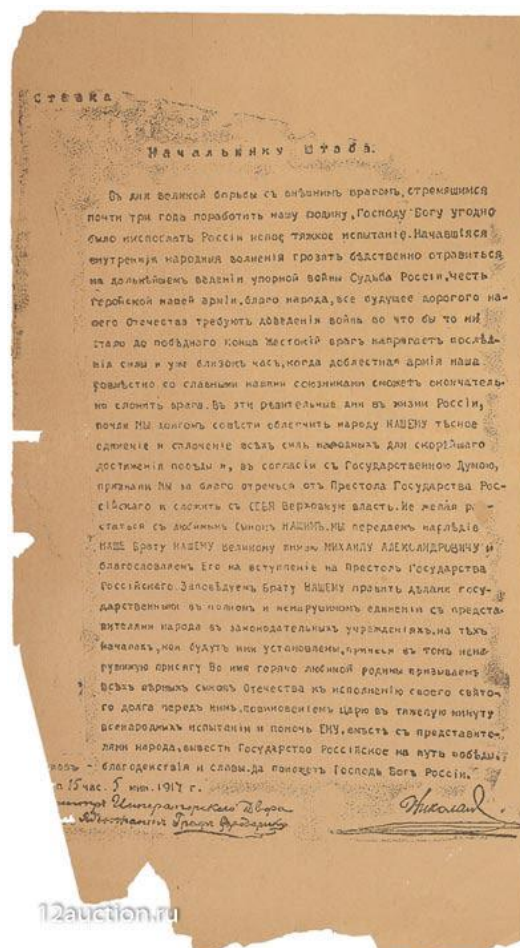 Ставка
Начальнику Штаба.
Въ дни великой борьбы съ внѣшнимъ врагомъ, стремящимся
почти три года поработить нашу родину, Господу Богу угодно
было ниспослать Россіи новое тяжкое испытаніе. Начавшіяся
внутреннія народныя волненія грозятъ бѣдственно отразиться
на дальнѣйшемъ веденіи упорной войны Судьба Россіи, честь
геройской нашей арміи, благо народа, все будущее дорогого на-
шего Отечества требуютъ доведенія войны во что бы то ни
стало до побѣднаго конца Жестокій врагъ напрягаетъ послѣд-
нія силы и уже близокъ часъ, когда доблестная армія наша
совмѣстно со славными нашими союзниками сможетъ окончатель-
но сломить врага. Въ эти рѣшительные дни въ жизни Россіи,
почли МЫ долгомъ совѣсти облегчить народу НАШЕМУ тѣсное
единеніе и сплоченіе всѣхъ силъ народныхъ для скорѣйшаго
достиженія побѣды и, въ согласіи съ Государственною Думою,
признали МЫ за благо отречься отъ Престола Государства Рос-
сійскаго и сложить съ СЕБЯ Верховную власть. Не желая ра-
статься съ любимымъ Сыномъ НАШИМЪ, МЫ передаемъ наслѣдіе
НАШЕ Брату НАШЕМУ Великому Князю МИХАИЛУ АЛЕКСАНДРОВИЧУ и
благословляемъ Его на вступленіе на Престолъ Государства
Россійскаго. Заповѣдуемъ Брату НАШЕМУ править дѣлами госу-
дарственными въ полномъ и ненарушимомъ единеніи съ предста-
вителями народа въ законодательныхъ учрежденіяхъ, на тѣхъ
началахъ, кои будутъ ими установлены, принеся въ томъ нена-
рушимую присягу Во имя горячо любимой родины призываемъ
всѣхъ вѣрныхъ сыновъ Отечества къ исполненію своего свято-
го долга передъ нимъ, повиновеніемъ Царю въ тяжелую минуту
всенародныхъ испытаній и помочь ЕМУ, вмѣстѣ съ представите-
лями народа, вывести Государство Россійское на путь побѣды,
благоденствія и славы. Да поможетъ Господь Богъ Россіи.
15 час. 5 мин. 1917 г.
Николай
Императорскаго Двора
Графъ Фредериксъ
12auction.ru